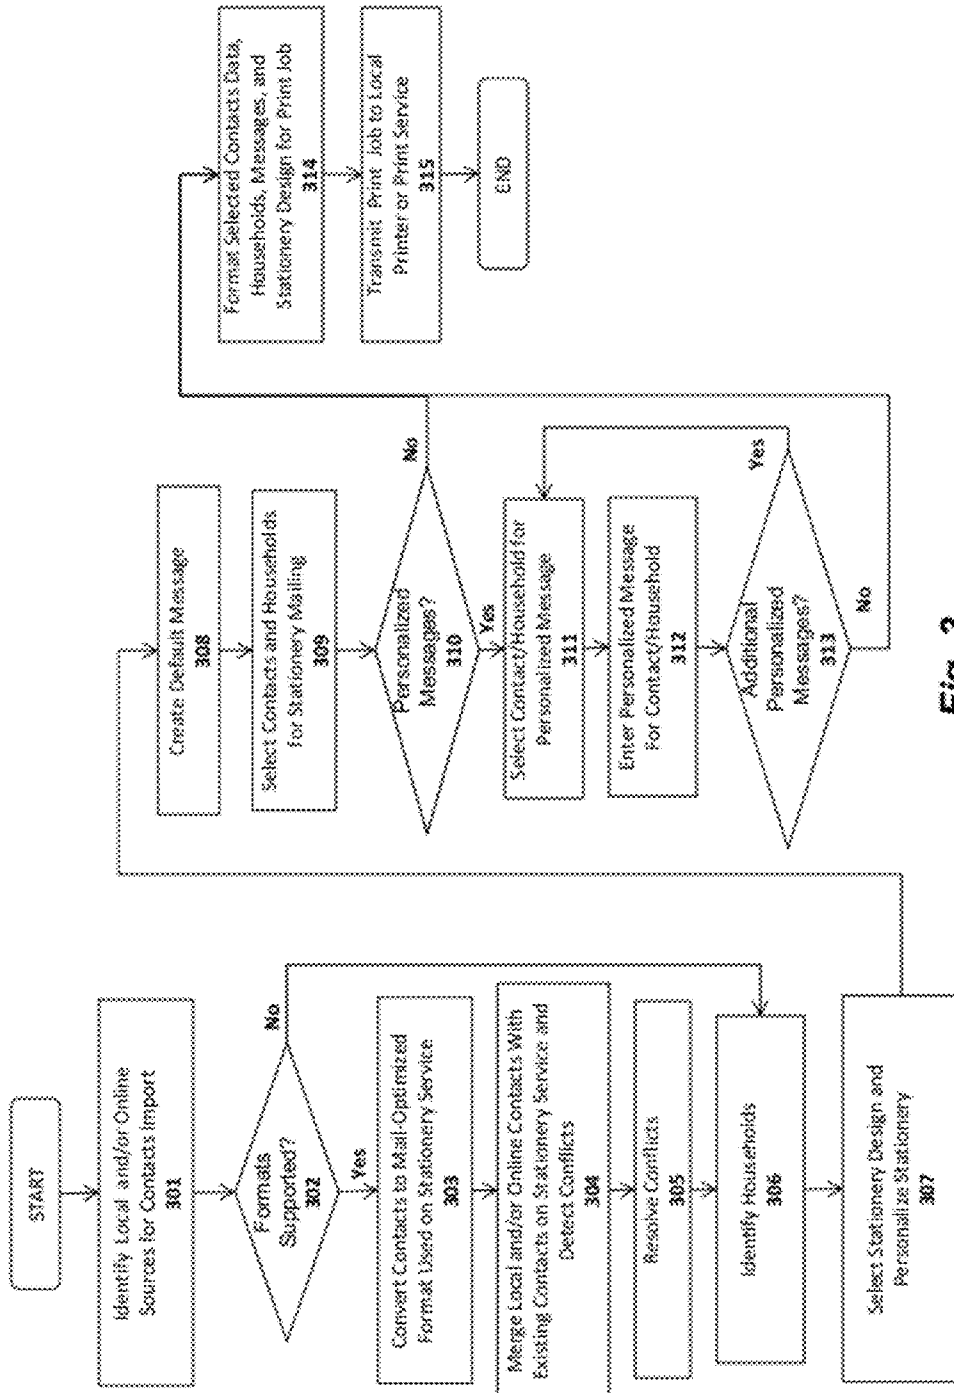 START
Identify Local and/or Online
Sources for Contacts Import
301
Formats
Supported?
302
No
Yes
Convert Contacts to Mail-Optimized
Format Used on Stationery Service
303
Merge Local and/or Online Contacts With
Existing Contacts on Stationery Service and
Detect Conflicts
304
Resolve Conflicts
305
Identify Households
306
Select Stationery Design and
Personalize Stationery
307
Create Default Message
308
Select Contacts and Households
For Stationery Mailing
309
Personalized
Messages?
310
No
Yes
Select Contact/Household for
Personalized Message
311
Enter Personalized Message
For Contact/Household
312
Additional
Personalized
Messages?
313
Yes
No
Format Selected Contacts Data,
Households, Messages, and
Stationery Design for Print Job
314
Transmit Print Job to Local
Printer or Print Service
315
END
Fig.